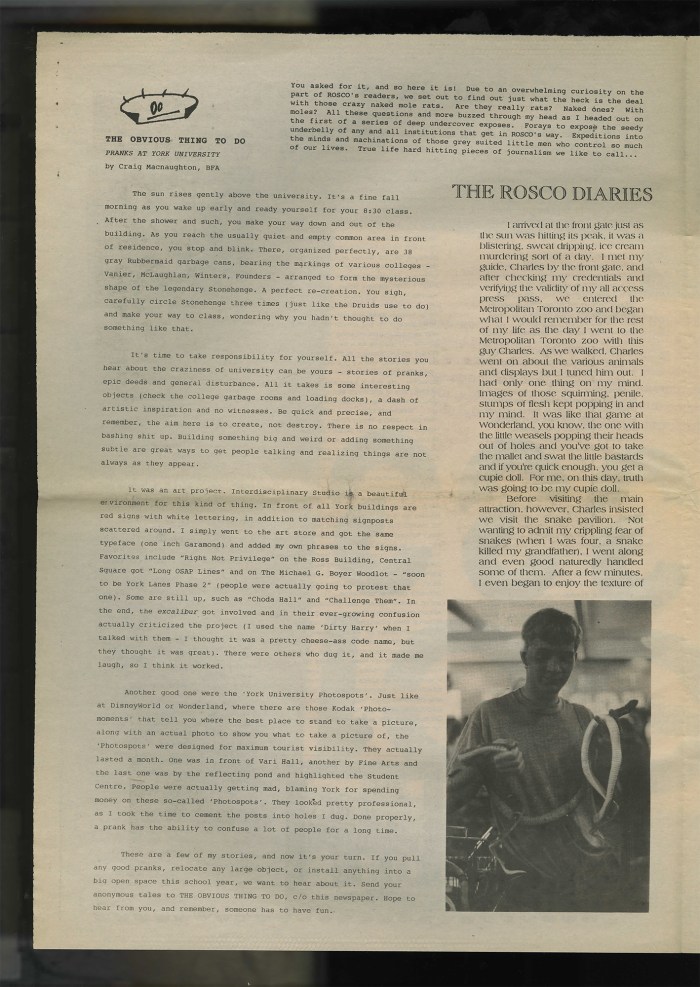 THE OBVIOUS THING TO DO
PRANKS AT YORK UNIVERSITY
by Craig Macnaughton, BFA
The sun rises gently above the university. It's a fine fall
morning as you wake up early and ready yourself for your 8:30 class.
After the shower and such, you make your way down and out of the
building. As you reach the usually quiet and empty common area in front
of residence, you stop and blink. There, organized perfectly, are 38
gray Rubbermaid garbage cans, bearing the markings of various colleges -
Vanier, McLaughlan, Winters, Founders - arranged to form the mysterious
shape of the legendary Stonehenge. A perfect re-creation. You sigh,
carefully circle Stonehenge three times (just like the Druids use to do)
and make your way to class, wondering why you hadn't thought to do
something like that.
It's time to take responsibility for yourself. All the stories you
hear about the craziness of university can be yours - stories of pranks,
epic deeds and general disturbance. All it takes is some interesting
objects (check the college garbage rooms and loading docks), a dash of
artistic inspiration and no witnesses. Be quick and precise, and
remember, the aim here is to create, not destroy. There is no respect in
bashing shit up. Building something big and weird or adding something
subtle are great ways to get people talking and realizing things are not
always as they appear.
It was an art project. Interdisciplinary Studio is a beautiful
environment for this kind of thing. In front of all York buildings are
red signs with white lettering, in addition to matching signposts
scattered around. I simply went to the art store and got the same
typeface (one inch Garamond) and added my own phrases to the signs.
Favorites include "Right Not Privilege" on the Ross Building, Central
Square got "Long OSAP Lines" and on The Michael G. Boyer Woodlot - "soon
to be York Lanes Phase 2" (people were actually going to protest that
one). Some are still up, such as "Choda Hall" and "Challenge Them". In
the end, the excalibur got involved and in their ever-growing confusion
actually criticized the project (I used the name 'Dirty Harry' when I
talked with them - I thought it was a pretty cheese-ass code name, but
they thought it was great). There were others who dug it, and it made me
laugh, so I think it worked.
Another good one were the 'York University Photospots'. Just like
at DisneyWorld or Wonderland, where there are those Kodak 'Photo-
moments' that tell you where the best place to stand to take a picture,
along with an actual photo to show you what to take a picture of, the
'Photospots' were designed for maximum tourist visibility. They actually
lasted a month. One was in front of Vari Hall, another by Fine Arts and
the last one was by the reflecting pond and highlighted the Student
Centre. People were actually getting mad, blaming York for spending
money on these so-called 'Photospots'. They looked pretty professional,
as I took the time to cement the posts into holes I dug. Done properly,
a prank has the ability to confuse a lot of people for a long time.
These are a few of my stories, and now it's your turn. If you pull
any good pranks, relocate any large object, or install anything into a
big open space this school year, we want to hear about it. Send your
anonymous tales to THE OBVIOUS THING TO DO, c/o this newspaper. Hope to
hear from you, and remember, someone has to have fun.
You asked for it, and so here it is! Due to an overwhelming curiosity on the
part of ROSCO's readers, we set out to find out just what the heck is the deal
with those crazy naked mole rats. Are they really rats? Naked ones? With
moles? All these questions and more buzzed through my head as I headed out on
the first of a series of deep undercover exposes. Forays to expose the seedy
underbelly of any and all institutions that get in ROSCO's way. Expeditions into
the minds and machinations of those grey suited little men who control so much
of our lives. True life hard hitting pieces of journalism we like to call...
THE ROSCO DIARIES
I arrived at the front gate just as
the sun was hitting its peak, it was a
blistering, sweat dripping, ice cream
murdering sort of a day. I met my
guide, Charles by the front gate, and
after checking my credentials and
verifying the validity of my all access
press pass, we entered the
Metropolitan Toronto zoo and began
what I would remember for the rest
of my life as the day I went to the
Metropolitan Toronto zoo with this
guy Charles. As we walked, Charles
went on about the various animals
and displays but I tuned him out. I
had only one thing on my mind.
Images of those squirming, penile,
stumps of flesh kept popping in and
my mind. It was like that game at
Wonderland, you know, the one with
the little weasels popping their heads
out of holes and you've got to take
the mallet and swat the little bastards
and if you're quick enough, you get a
cupie doll. For me, on this day, truth
was going to be my cupie doll.
Before visiting the main
attraction, however, Charles insisted
we visit the snake pavilion. Not
wanting to admit my crippling fear of
snakes (when I was four, a snake
killed my grandfather, I went along
and even good naturedly handled
some of them. After a few minutes,
I even began to enjoy the texture of